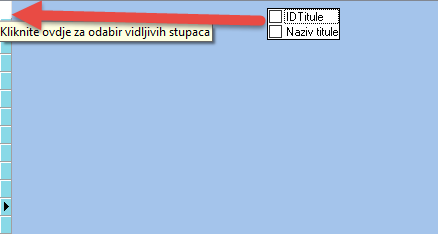 IDTitule
Naziv titule
Kliknite ovdje za odabir vidljivih stupaca